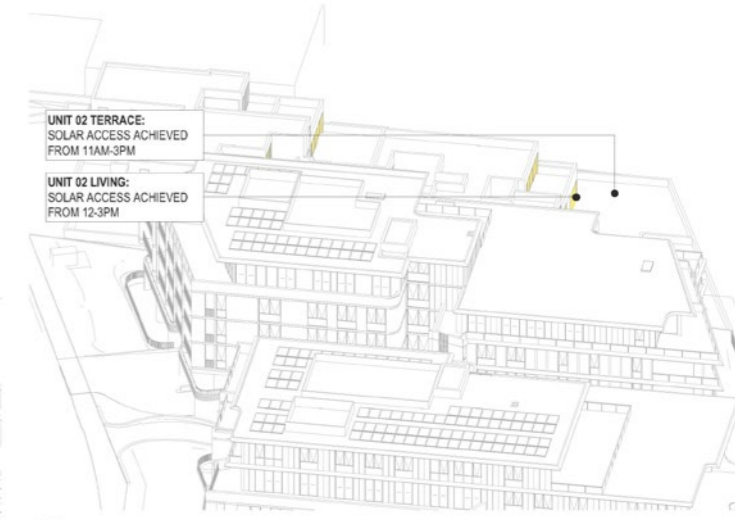 UNIT 02 TERRACE:
SOLAR ACCESS ACHIEVED
FROM 11AM-3PM
UNIT 02 LIVING:
SOLAR ACCESS ACHIEVED
FROM 12-3PM